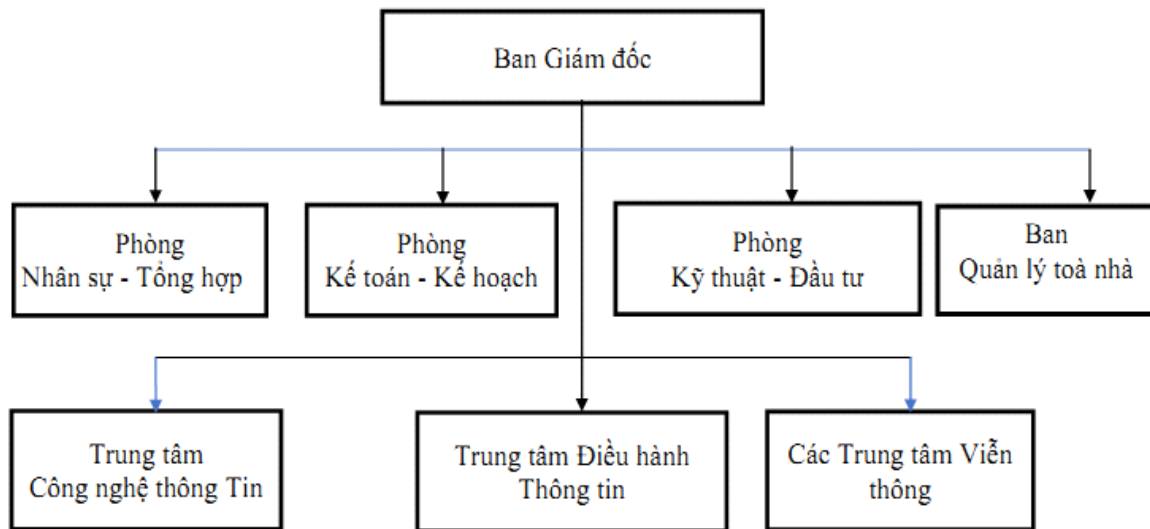 Ban Giám đốc
Phòng
Nhân sự - Tổng hợp
Phòng
Kế toán - Kế hoạch
Phòng
Kỹ thuật - Đầu tư
Ban
Quản lý toà nhà
Trung tâm
Công nghệ thông Tin
Trung tâm Điều hành
Thông tin
Các Trung tâm Viễn
thông